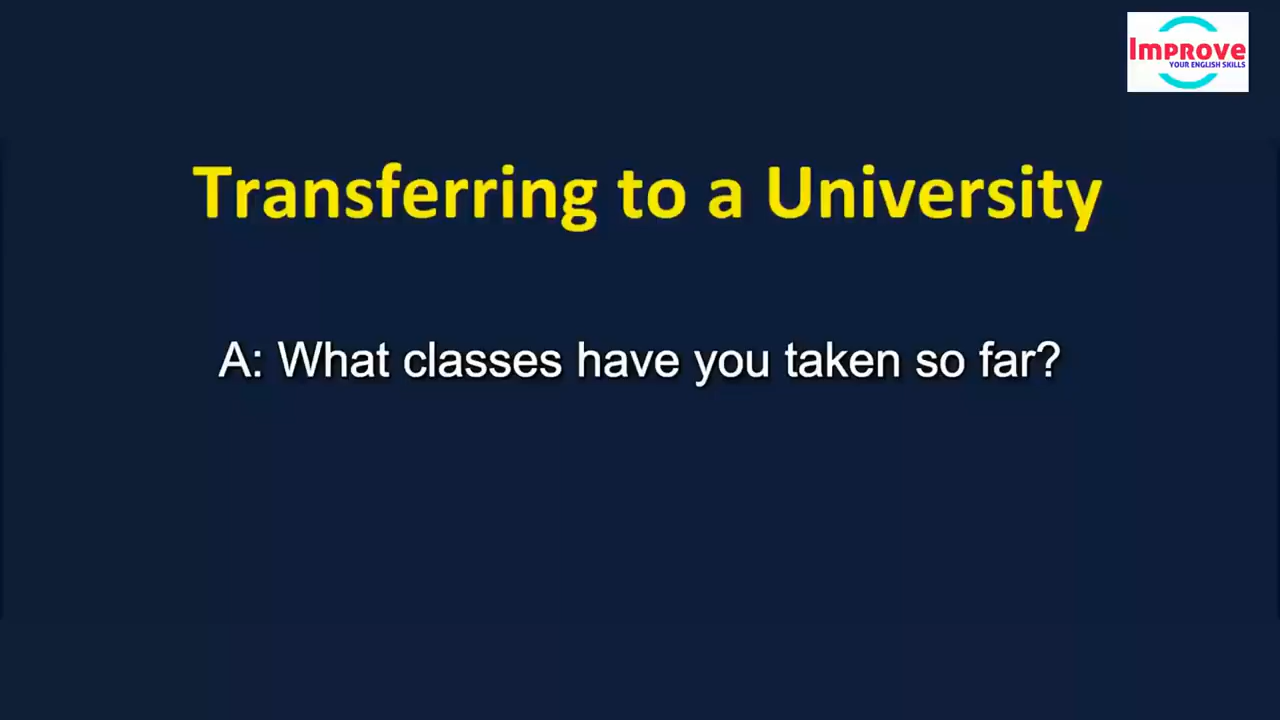 Improve
YOUR ENGLISH SKILLS
Transferring to a University
A: What classes have you taken so far?